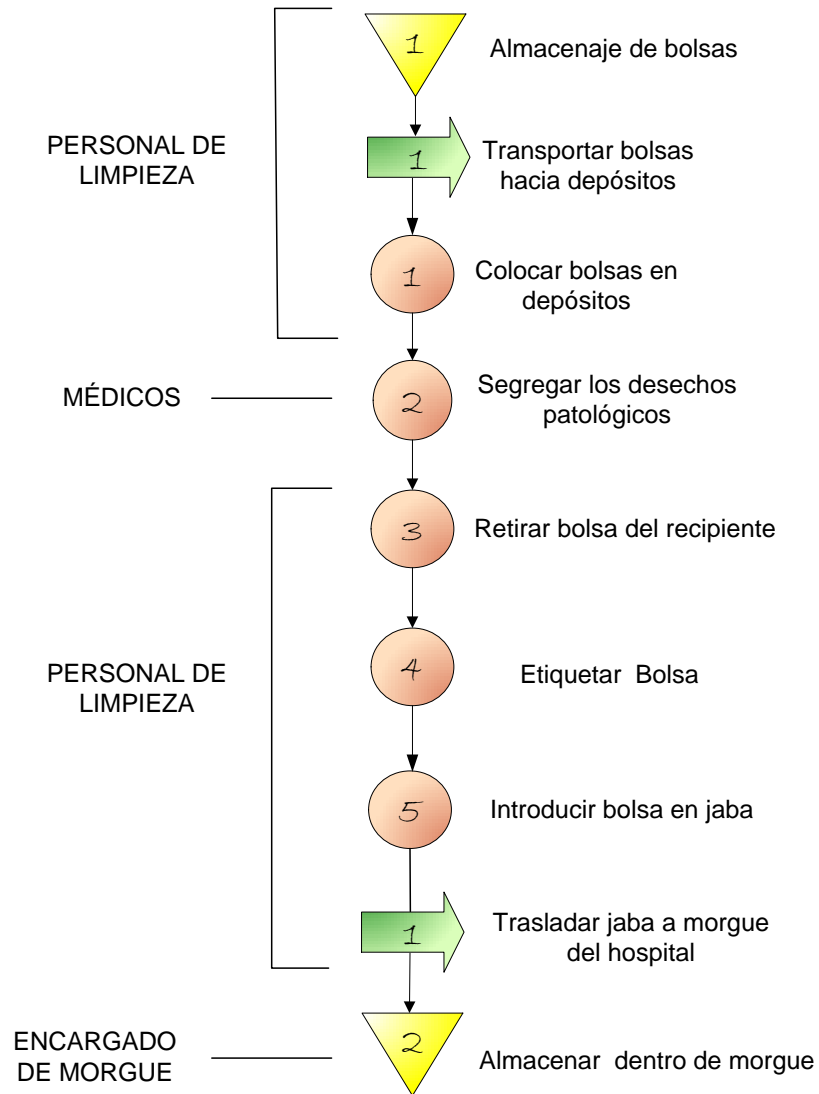 1
Almacenaje de bolsas
PERSONAL DE
LIMPIEZA
1
Transportar bolsas
hacia depósitos
1
Colocar bolsas en
depósitos
MÉDICOS
2
Segregar los desechos
patológicos
3
Retirar bolsa del recipiente
PERSONAL DE
LIMPIEZA
4
Etiquetar Bolsa
5
Introducir bolsa en jaba
1
Trasladar jaba a morgue
del hospital
ENCARGADO
DE MORGUE
2
Almacenar dentro de morgue